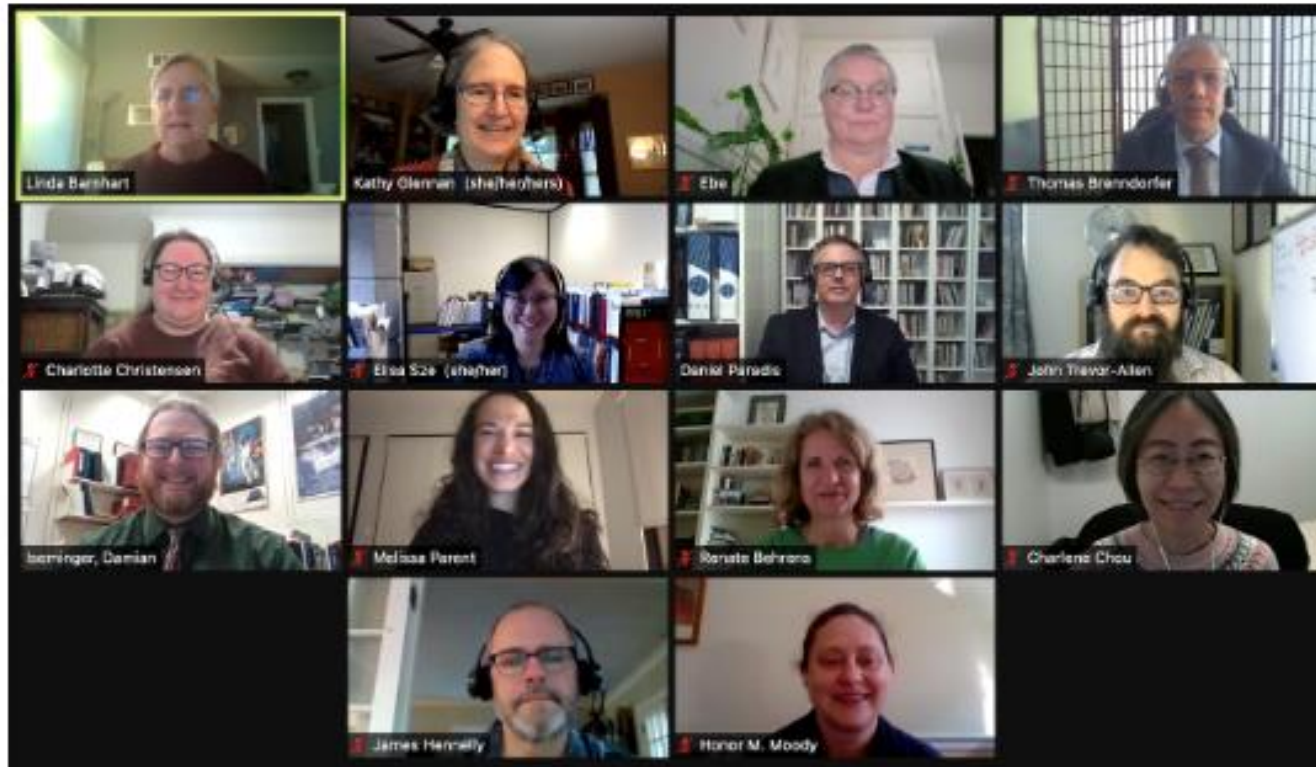 Linda Barnhart
Kathy Glennan (she/her/hers)
Ebe
Thomas Brenndorfer
Charlotte Christensen
Elisa Sze (she/her)
Daniel Paradis
John Trevor-Allen
Iseminger, Damian
Melissa Parent
Renate Behrens
Charlene Chou
James Hennelly
Honor M. Moody